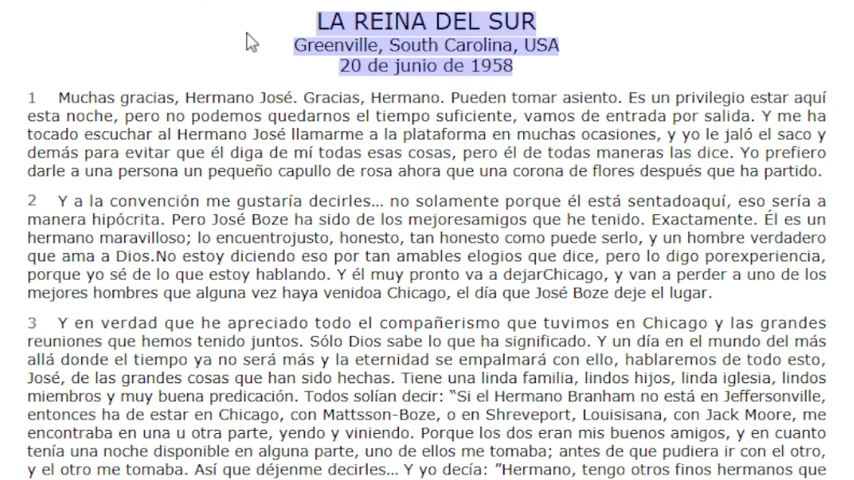 LA REINA DEL SUR
Greenville, South Carolina, USA
20 de junio de 1958
1 Muchas gracias, Hermano José. Gracias, Hermano. Pueden tomar asiento. Es un privilegio estar aquí
esta noche, pero no podemos quedarnos el tiempo suficiente, vamos de entrada por salida. Y me ha
tocado escuchar al Hermano José llamarme a la plataforma en muchas ocasiones, y yo le jaló el saco y
demás para evitar que él diga de mí todas esas cosas, pero él de todas maneras las dice. Yo prefiero
darle a una persona un pequeño capullo de rosa ahora que una corona de flores después que ha partido.
2 Y a la convención me gustaría decirles... no solamente porque él está sentadoaquí, eso sería a
manera hipócrita. Pero José Boze ha sido de los mejoresamigos que he tenido. Exactamente. Él es un
hermano maravilloso; lo encuentrojusto, honesto, tan honesto como puede serlo, y un hombre verdadero
que ama a Dios.No estoy diciendo eso por tan amables elogios que dice, pero lo digo porexperiencia,
porque yo sé de lo que estoy hablando. Y él muy pronto va a dejarChicago, y van a perder a uno de los
mejores hombres que alguna vez haya venidoa Chicago, el día que José Boze deje el lugar.
3 Y en verdad que he apreciado todo el compañerismo que tuvimos en Chicago y las grandes
reuniones que hemos tenido juntos. Sólo Dios sabe lo que ha significado. Y un día en el mundo del más
allá donde el tiempo ya no será más y la eternidad se empalmará con ello, hablaremos de todo esto,
José, de las grandes cosas que han sido hechas. Tiene una linda familia, lindos hijos, linda iglesia, lindos
miembros y muy buena predicación. Todos solían decir: "Si el Hermano Branham no está en Jeffersonville,
entonces ha de estar en Chicago, con Mattsson-Boze, o en Shreveport, Louisisana, con Jack Moore, me
encontraba en una u otra parte, yendo y viniendo. Porque los dos eran mis buenos amigos, y en cuanto
tenía una noche disponible en alguna parte, uno de ellos me tomaba; antes de que pudiera ir con el otro,
y el otro me tomaba. Así que déjenme decirles... Y yo decía: "Hermano, tengo otros finos hermanos que